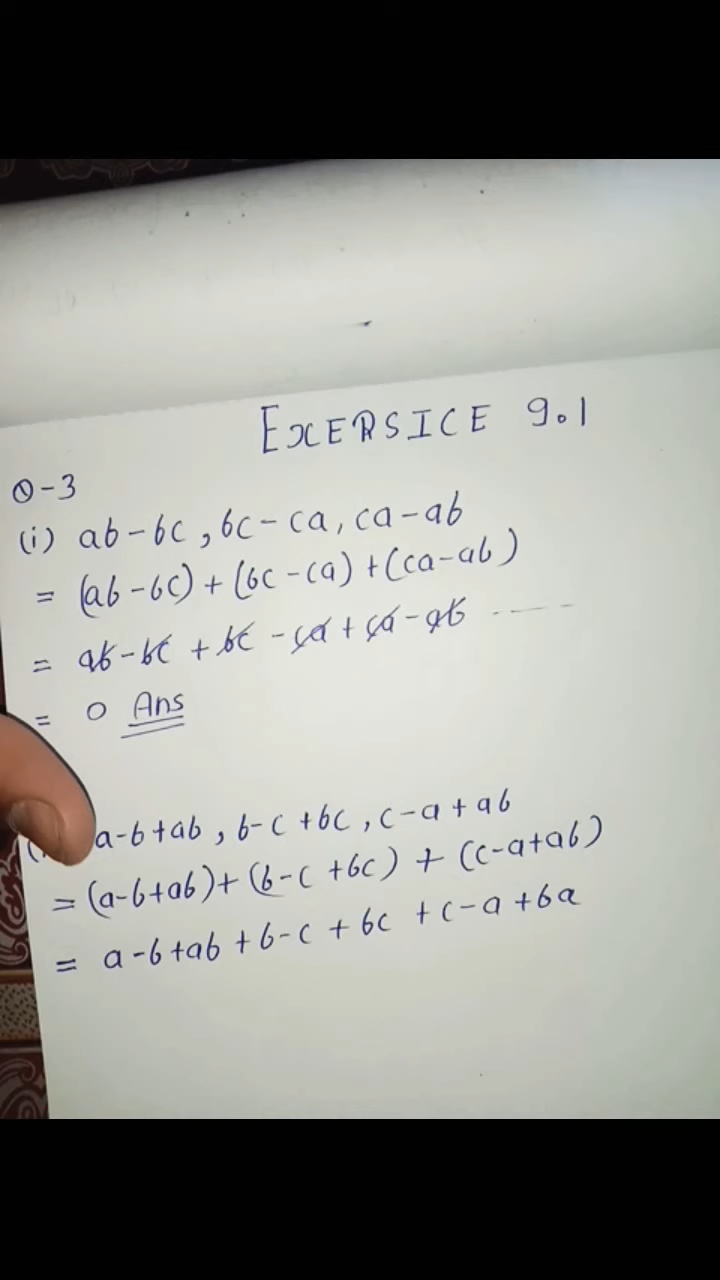 EXERSICE 9.1
Q-3
(i) ab-bc, bc-ca, ca-ab
= (ab-bc)+(bc-ca)+(ca-ab)
= ab-bc+bc-ca+ca-ab
= 0 Ans
a-b+ab, b-c+bc, c-a+ab
=(a-b+ab)+(b-c+bc)+(c-a+ab)
= a-b+ab+b-c+bc+c-a+ba